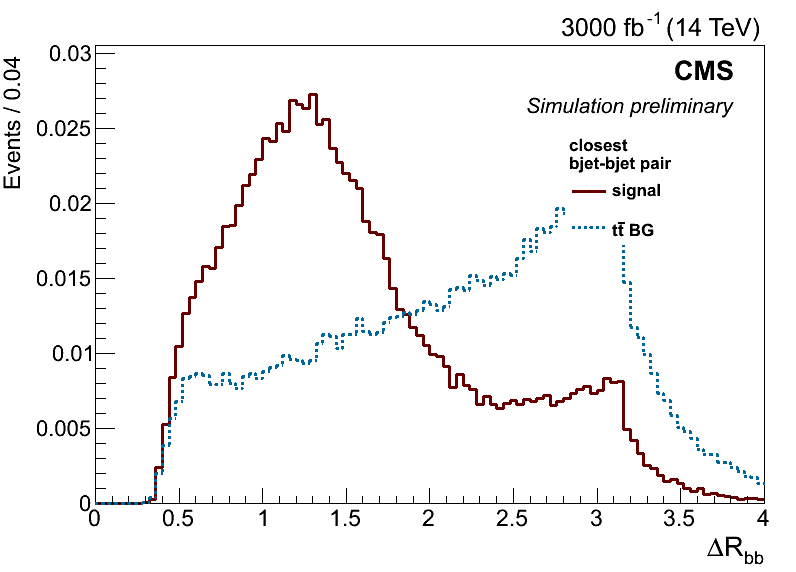 3000 fb⁻¹ (14 TeV)
CMS
Simulation preliminary
closest
bjet-bjet pair
signal
tt̄ BG
Events / 0.04
0.03
0.025
0.02
0.015
0.01
0.005
0
0 0.5 1 1.5 2 2.5 3 3.5 4
ΔR_bb